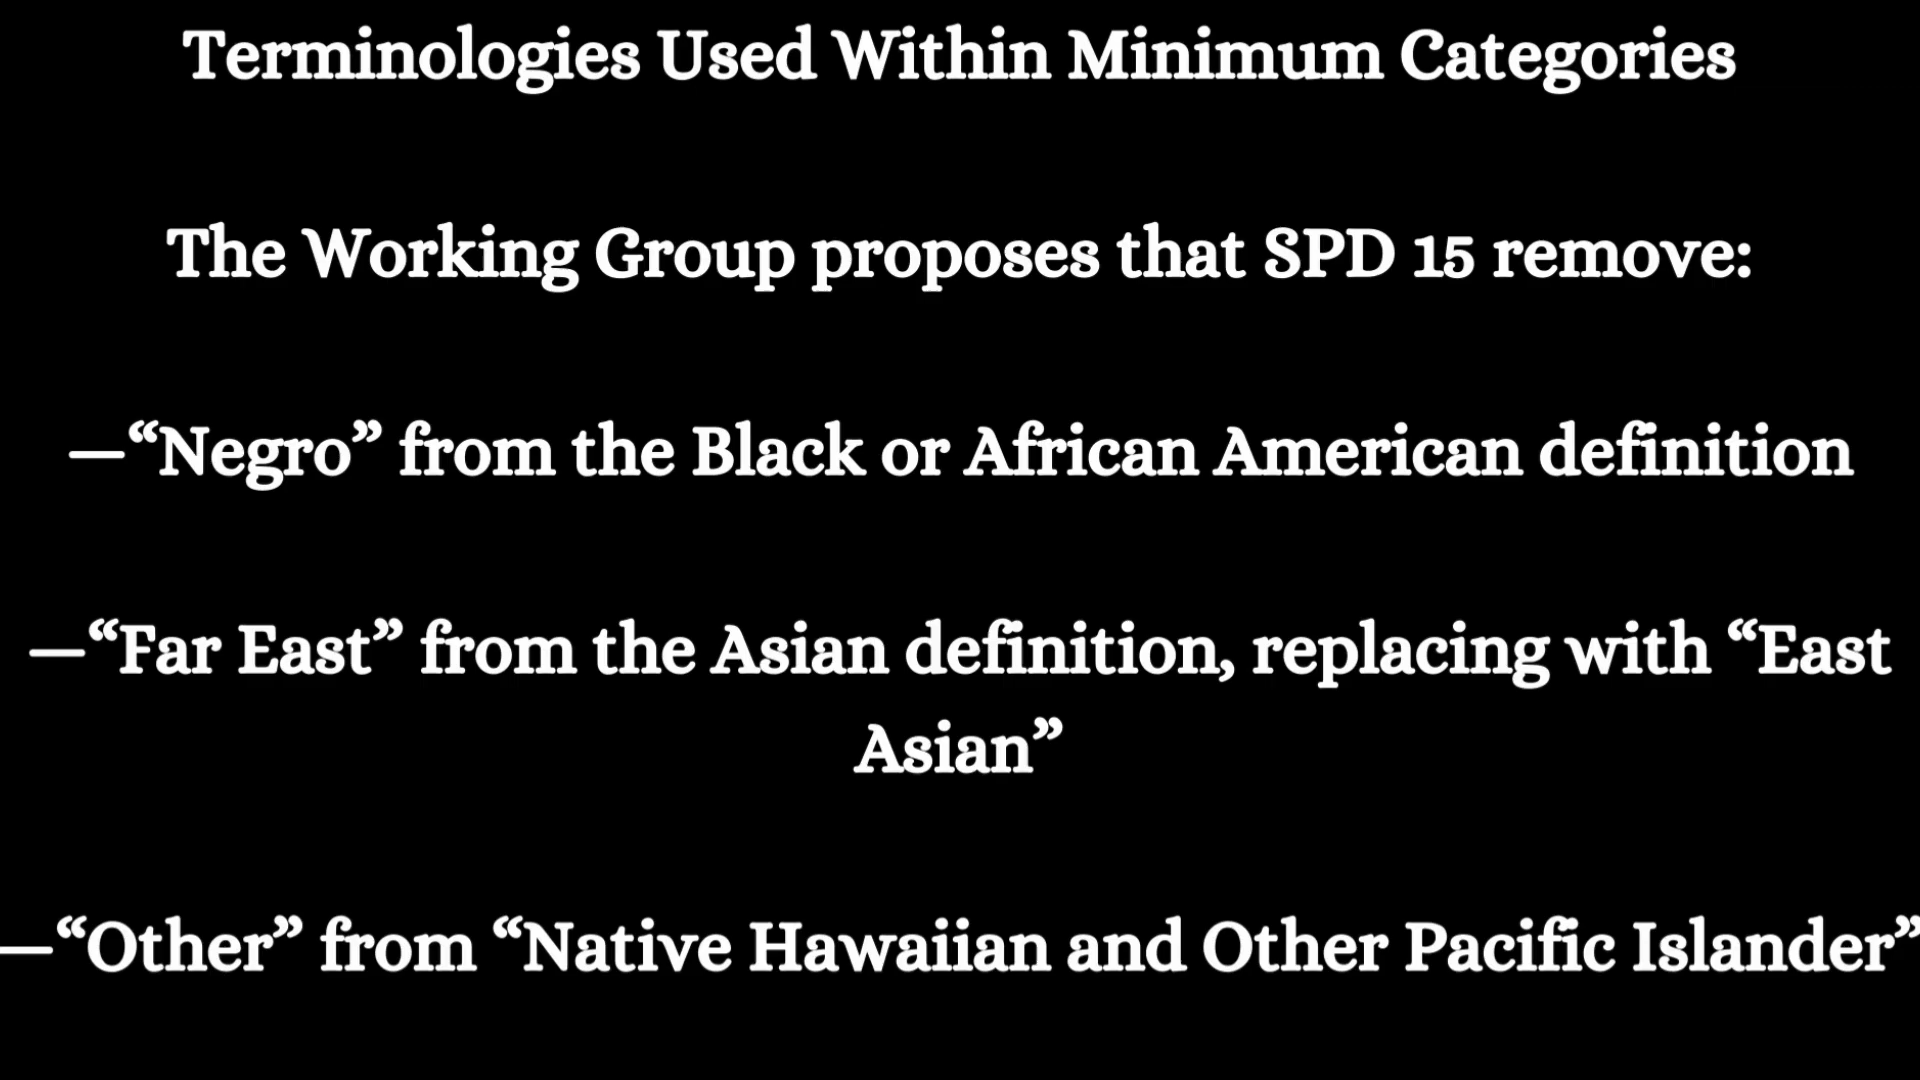 Terminologies Used Within Minimum Categories
The Working Group proposes that SPD 15 remove:
—“Negro” from the Black or African American definition
—“Far East” from the Asian definition, replacing with “East
Asian”
—“Other” from “Native Hawaiian and Other Pacific Islander”